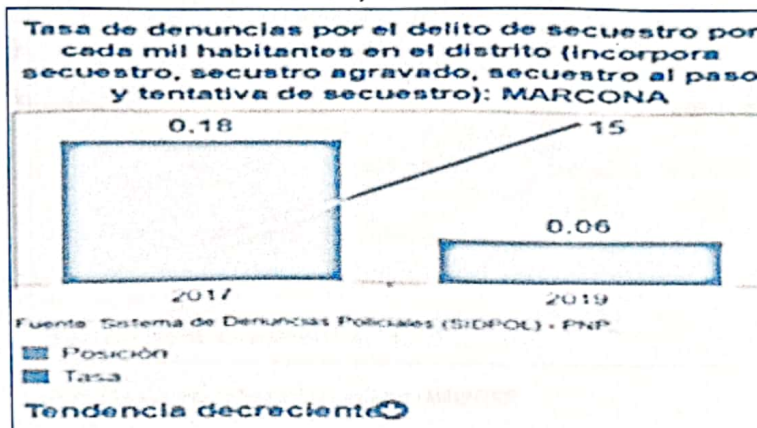 Tasa de denuncias por el delito de secuestro por
cada mil habitantes en el distrito (incorpora
secuestro, secustro agravado, secuestro al paso
y tentativa de secuestro): MARCONA
0.18
15
0.06
2017
2019
Fuente: Sistema de Denuncias Policiales (SIDPOL) - PNP.
Posición
Tasa
Tendencia decreciente